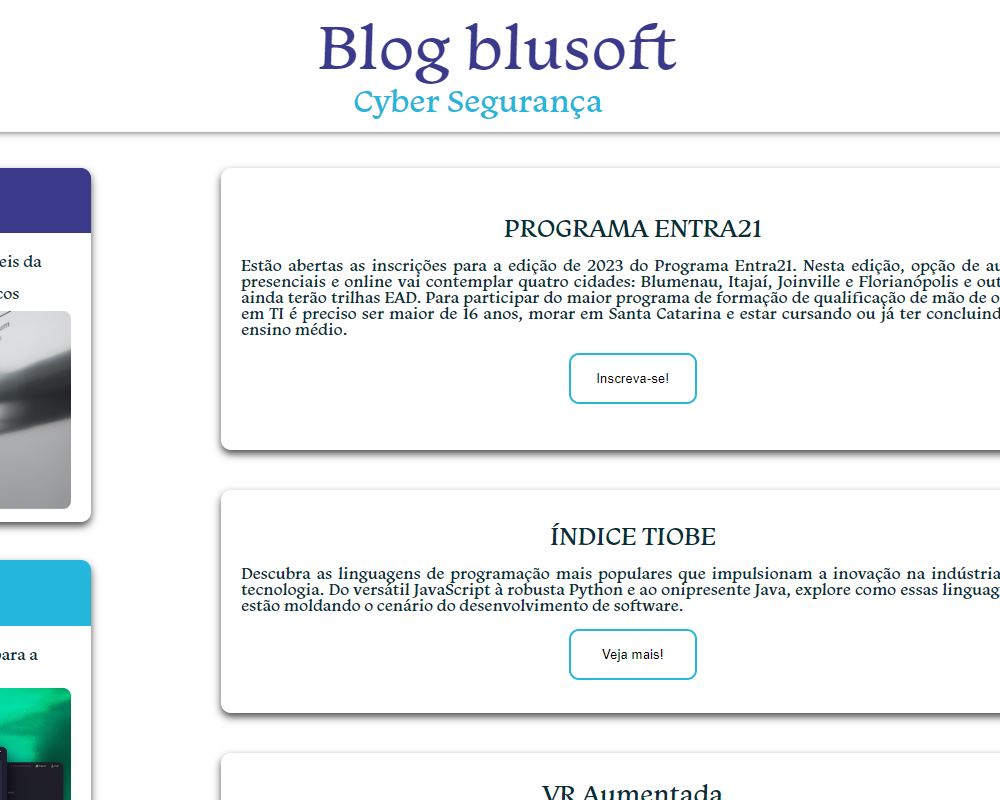 Blog blusoft
Cyber Segurança
eis da
cos
ara a
PROGRAMA ENTRA21
Estão abertas as inscrições para a edição de 2023 do Programa Entra21. Nesta edição, opção de au
presenciais e online vai contemplar quatro cidades: Blumenau, Itajaí, Joinville e Florianópolis e out
ainda terão trilhas EAD. Para participar do maior programa de formação de qualificação de mão de o
em TI é preciso ser maior de 16 anos, morar em Santa Catarina e estar cursando ou já ter concluind
ensino médio.
Inscreva-se!
ÍNDICE TIOBE
Descubra as linguagens de programação mais populares que impulsionam a inovação na indústria
tecnologia. Do versátil JavaScript à robusta Python e ao onipresente Java, explore como essas linguag
estão moldando o cenário do desenvolvimento de software.
Veja mais!
VR Aumentada